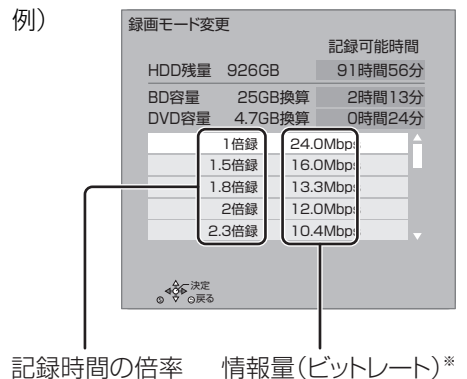 例）
録画モード変更
記録可能時間
HDD残量 926GB 91時間56分
BD容量 25GB換算 2時間13分
DVD容量 4.7GB換算 0時間24分
1倍録 24.0Mbps
1.5倍録 16.0Mbps
1.8倍録 13.3Mbps
2倍録 12.0Mbps
2.3倍録 10.4Mbps
決定
戻る
記録時間の倍率 情報量（ビットレート）※